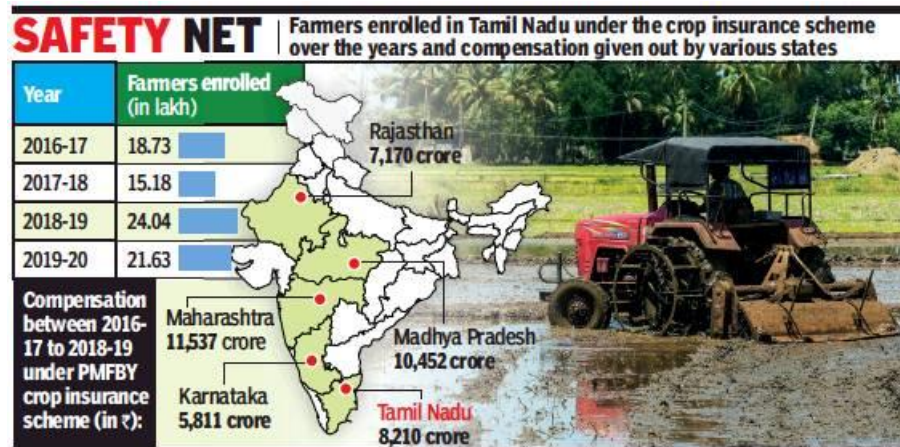 SAFETY NET
Farmers enrolled in Tamil Nadu under the crop insurance scheme
over the years and compensation given out by various states
Year
Farmers enrolled
(in lakh)
2016-17 18.73
2017-18 15.18
2018-19 24.04
2019-20 21.63
Rajasthan
7,170 crore
Compensation
between 2016-
17 to 2018-19
under PMFBY
crop insurance
scheme (in ₹):
Maharashtra
11,537 crore
Madhya Pradesh
10,452 crore
Karnataka
5,811 crore
Tamil Nadu
8,210 crore